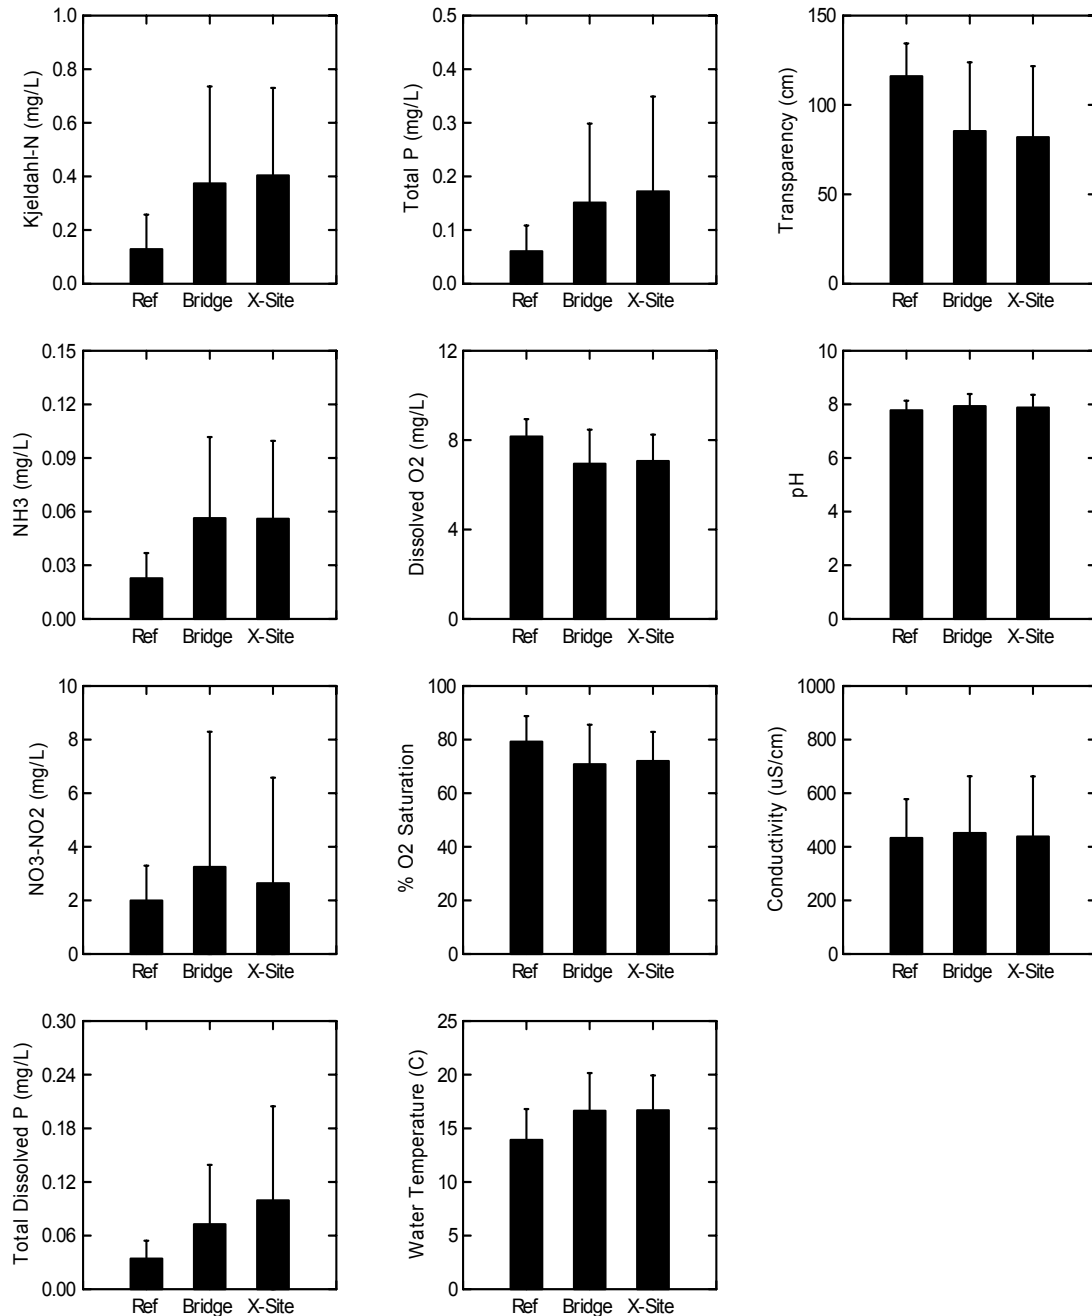 1.0
0.8
0.6
0.4
0.2
0.0
Kjeldahl-N (mg/L)
Ref Bridge X-Site
0.5
0.4
0.3
0.2
0.1
0.0
Total P (mg/L)
Ref Bridge X-Site
150
100
50
0
Transparency (cm)
Ref Bridge X-Site
0.15
0.12
0.09
0.06
0.03
0.00
NH3 (mg/L)
Ref Bridge X-Site
12
8
4
0
Dissolved O2 (mg/L)
Ref Bridge X-Site
10
8
6
4
2
0
pH
Ref Bridge X-Site
10
8
6
4
2
0
NO3-NO2 (mg/L)
Ref Bridge X-Site
100
80
60
40
20
0
% O2 Saturation
Ref Bridge X-Site
1000
800
600
400
200
0
Conductivity (uS/cm)
Ref Bridge X-Site
0.30
0.24
0.18
0.12
0.06
0.00
Total Dissolved P (mg/L)
Ref Bridge X-Site
25
20
15
10
5
0
Water Temperature (C)
Ref Bridge X-Site